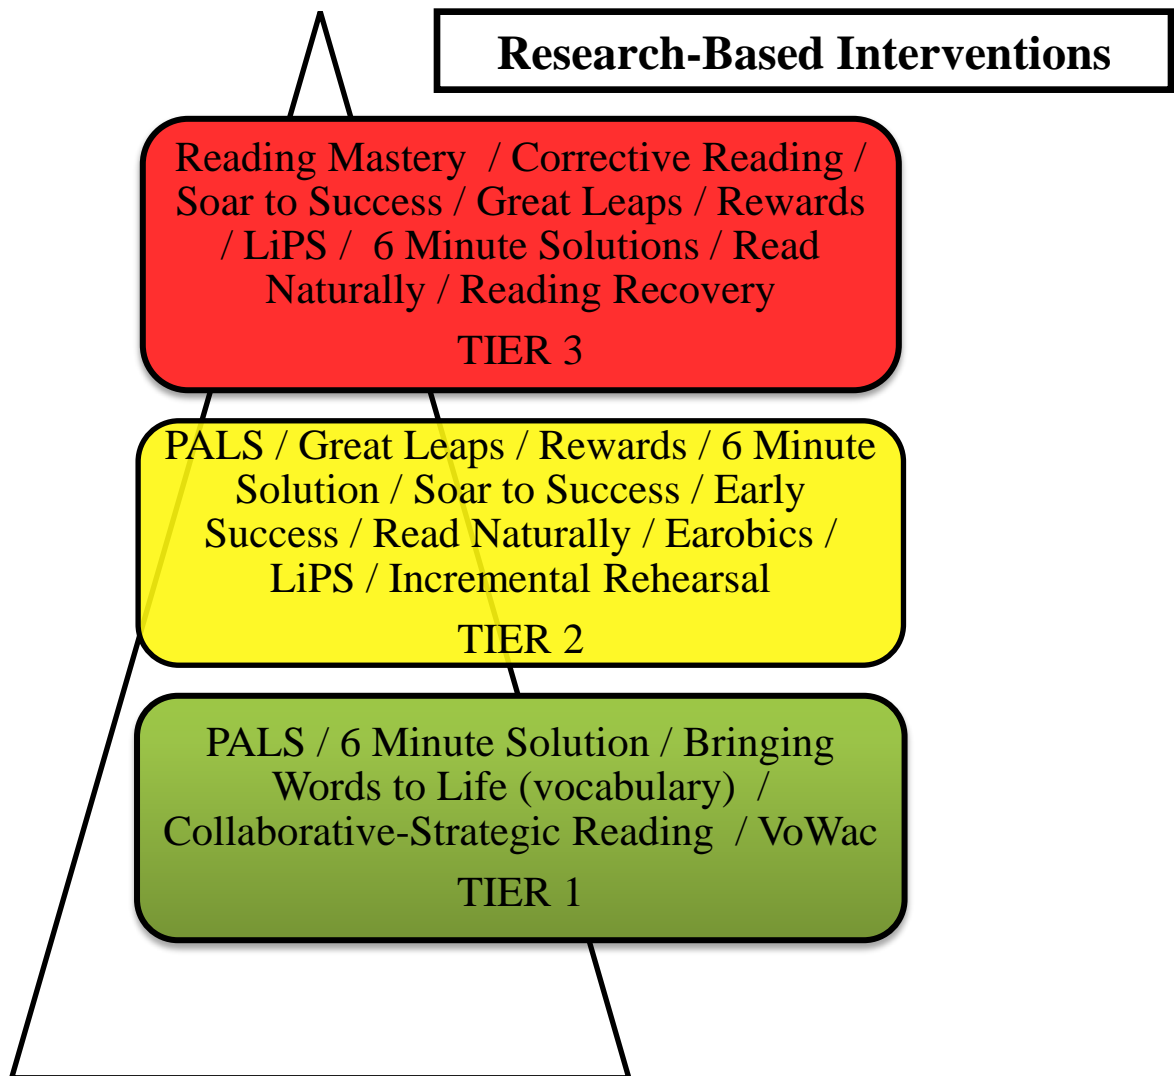 Research-Based Interventions
Reading Mastery / Corrective Reading /
Soar to Success / Great Leaps / Rewards
/ LiPS / 6 Minute Solutions / Read
Naturally / Reading Recovery
TIER 3
PALS / Great Leaps / Rewards / 6 Minute
Solution / Soar to Success / Early
Success / Read Naturally / Earobics /
LiPS / Incremental Rehearsal
TIER 2
PALS / 6 Minute Solution / Bringing
Words to Life (vocabulary) /
Collaborative-Strategic Reading / VoWac
TIER 1